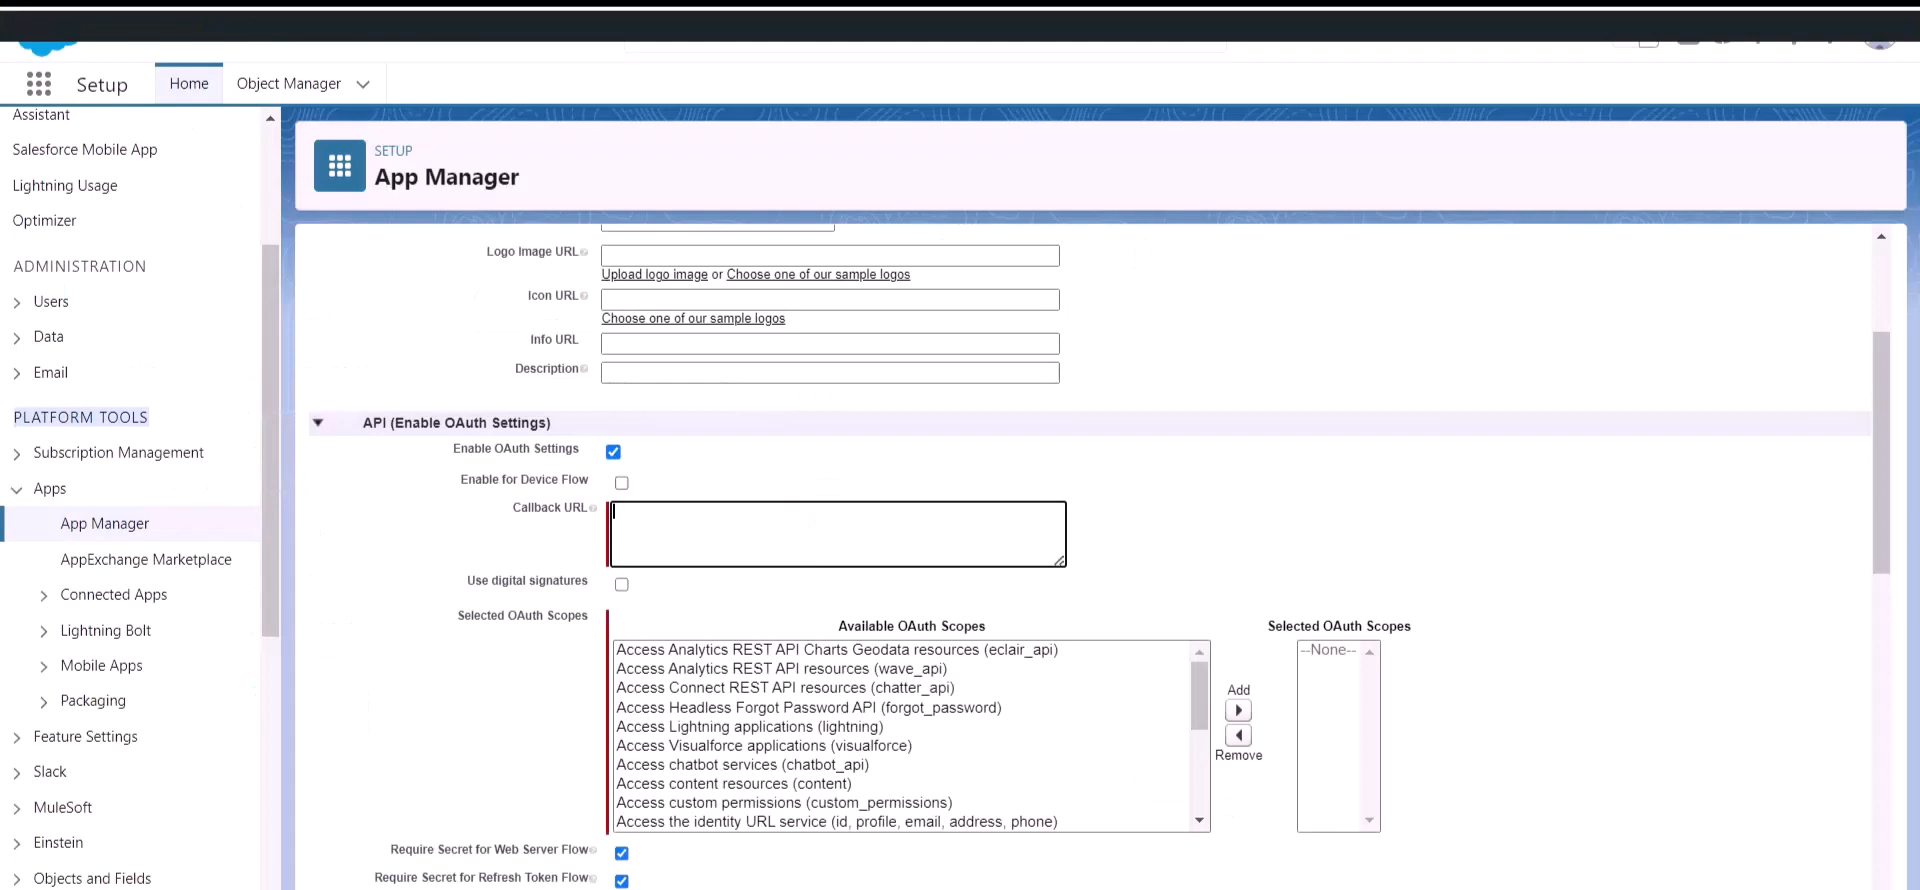 Setup
Home
Object Manager
Assistant
Salesforce Mobile App
Lightning Usage
Optimizer
ADMINISTRATION
Users
Data
Email
PLATFORM TOOLS
Subscription Management
Apps
App Manager
AppExchange Marketplace
Connected Apps
Lightning Bolt
Mobile Apps
Packaging
Feature Settings
Slack
MuleSoft
Einstein
Objects and Fields
SETUP
App Manager
Logo Image URL
Upload logo image or Choose one of our sample logos
Icon URL
Choose one of our sample logos
Info URL
Description
API (Enable OAuth Settings)
Enable OAuth Settings
Enable for Device Flow
Callback URL
Use digital signatures
Selected OAuth Scopes
Available OAuth Scopes
Access Analytics REST API Charts Geodata resources (eclair_api)
Access Analytics REST API resources (wave_api)
Access Connect REST API resources (chatter_api)
Access Headless Forgot Password API (forgot_password)
Access Lightning applications (lightning)
Access Visualforce applications (visualforce)
Access chatbot services (chatbot_api)
Access content resources (content)
Access custom permissions (custom_permissions)
Access the identity URL service (id, profile, email, address, phone)
Add
Remove
Selected OAuth Scopes
--None--
Require Secret for Web Server Flow
Require Secret for Refresh Token Flow